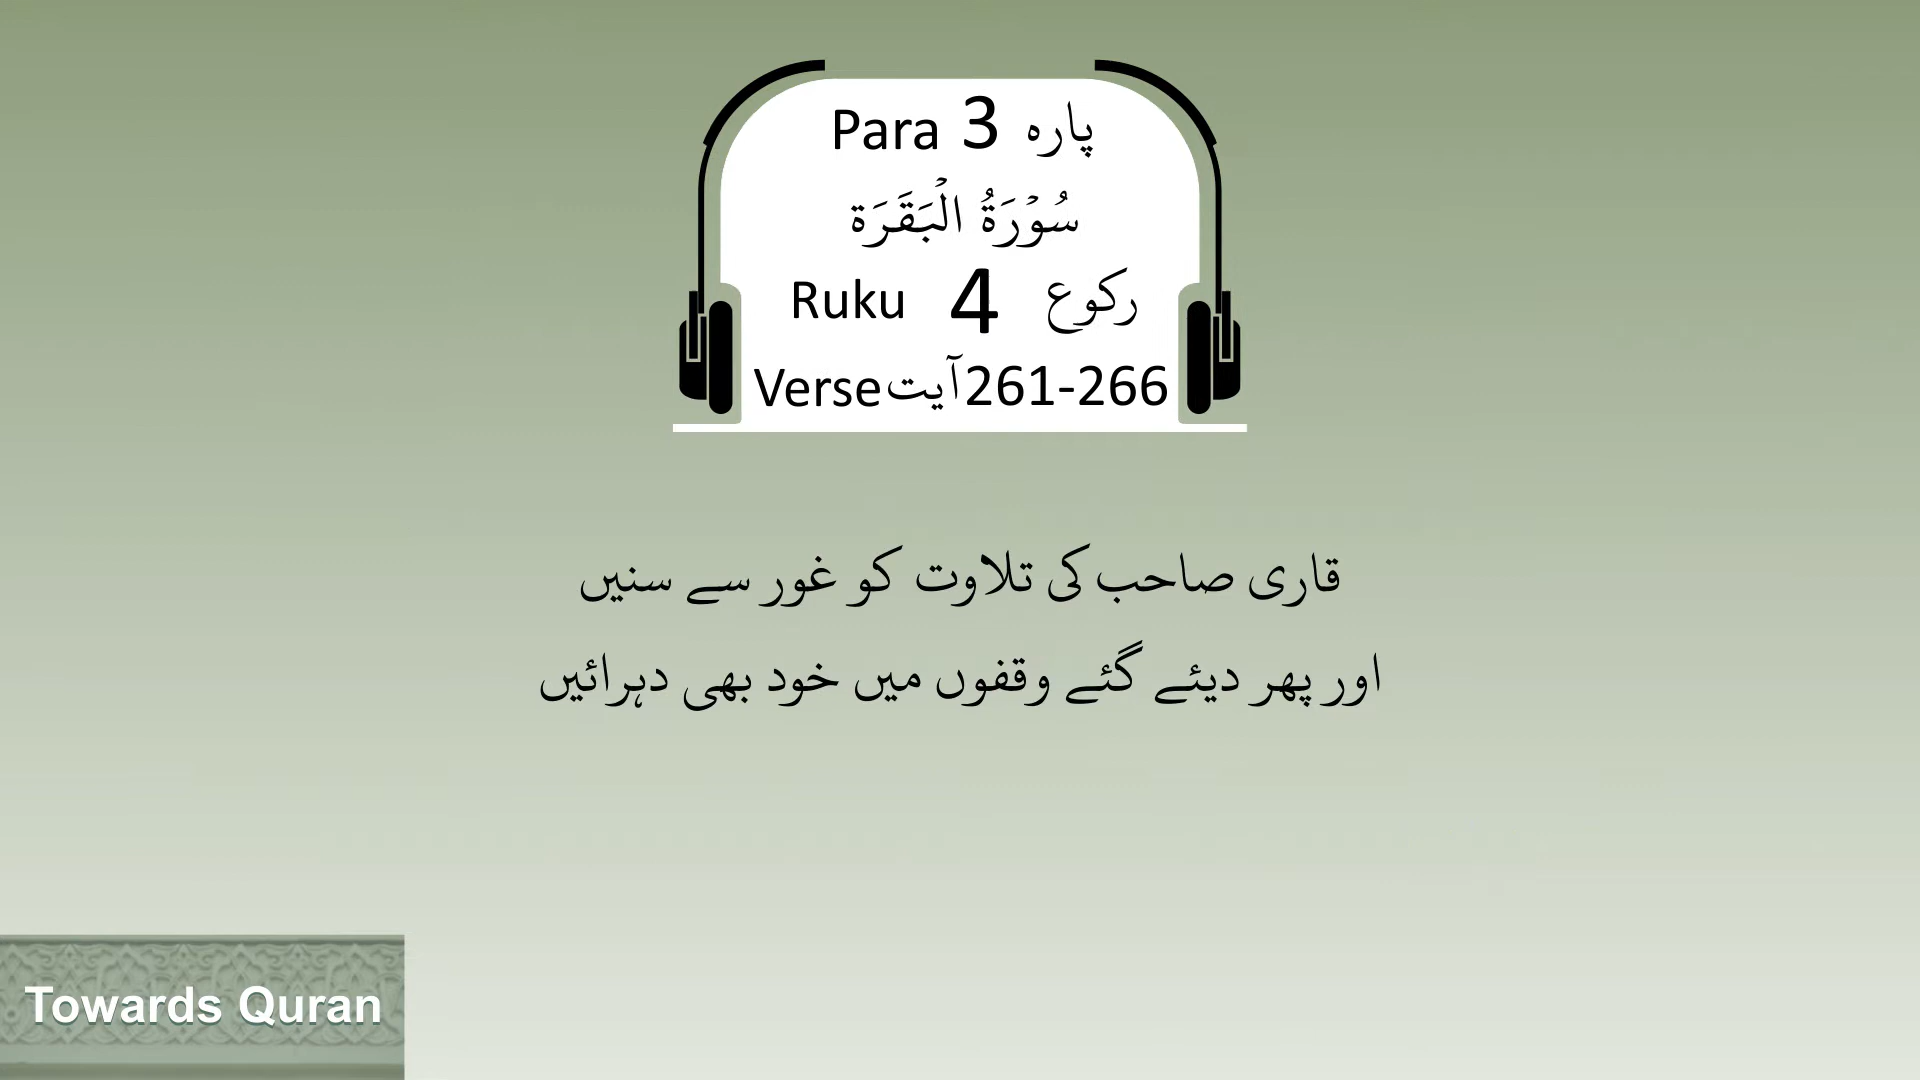 Para 3 پارہ
سُوۡرَةُ الۡبَقَرَة
Ruku 4 رکوع
Verse آیت 261-266
قاری صاحب کی تلاوت کو غور سے سنیں
اور پھر دیئے گئے وقفوں میں خود بھی دہرائیں
Towards Quran